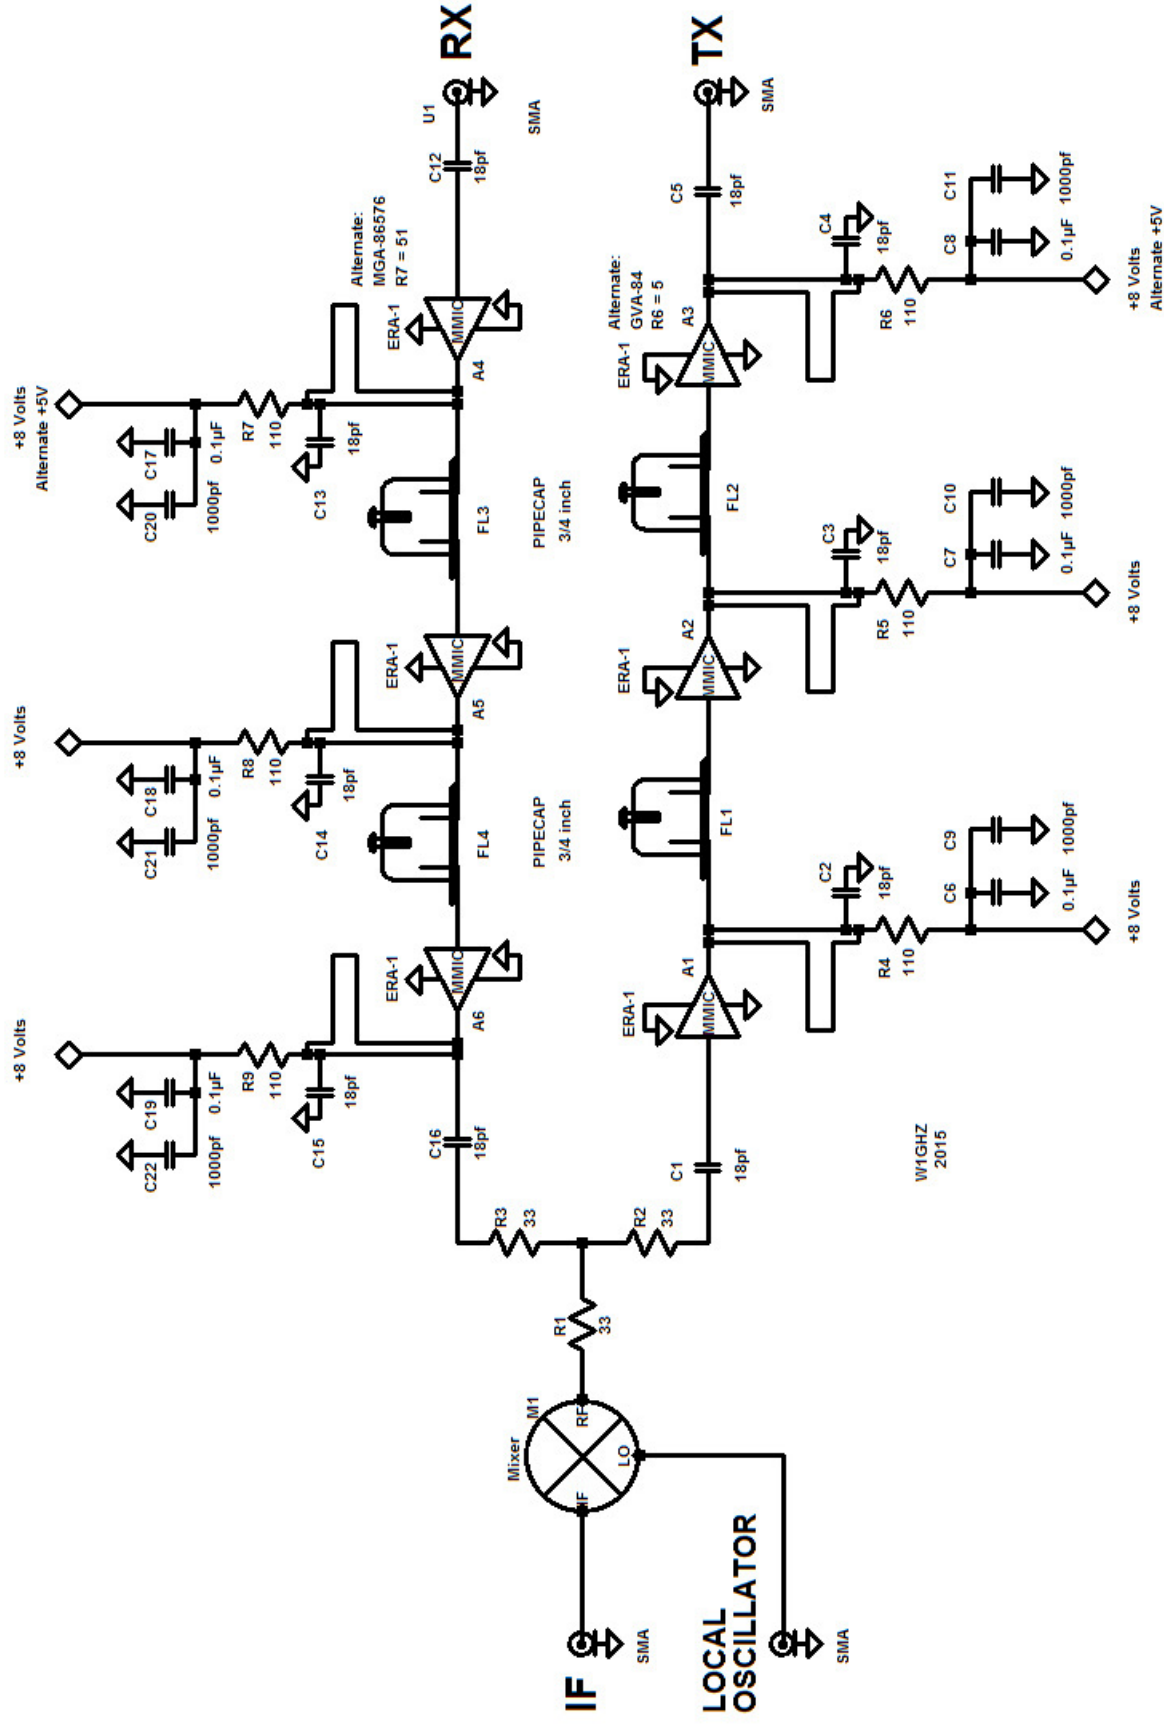 RX
U1
SMA
C12
18pf
Alternate:
MGA-86576
R7 = 51
ERA-1
MMIC
A4
+8 Volts
Alternate +5V
C17
0.1µF
C20
1000pf
R7
110
C13
18pf
FL3
PIPECAP
3/4 inch
ERA-1
MMIC
A5
+8 Volts
C18
0.1µF
C21
1000pf
R8
110
C14
18pf
FL4
PIPECAP
3/4 inch
ERA-1
MMIC
A6
+8 Volts
C19
0.1µF
C22
1000pf
R9
110
C15
18pf
C16
18pf
R3
33
R2
33
R1
33
Mixer
M1
RF
IF
LO
IF
SMA
LOCAL
OSCILLATOR
SMA
C1
18pf
W1GHZ
2015
ERA-1
MMIC
A1
C2
18pf
R4
110
C6
0.1µF
C9
1000pf
+8 Volts
FL1
ERA-1
MMIC
A2
C3
18pf
R5
110
C7
0.1µF
C10
1000pf
+8 Volts
FL2
Alternate:
GVA-84
R6 = 5
ERA-1
MMIC
A3
C4
18pf
R6
110
C8
0.1µF
C11
1000pf
+8 Volts
Alternate +5V
C5
18pf
TX
SMA